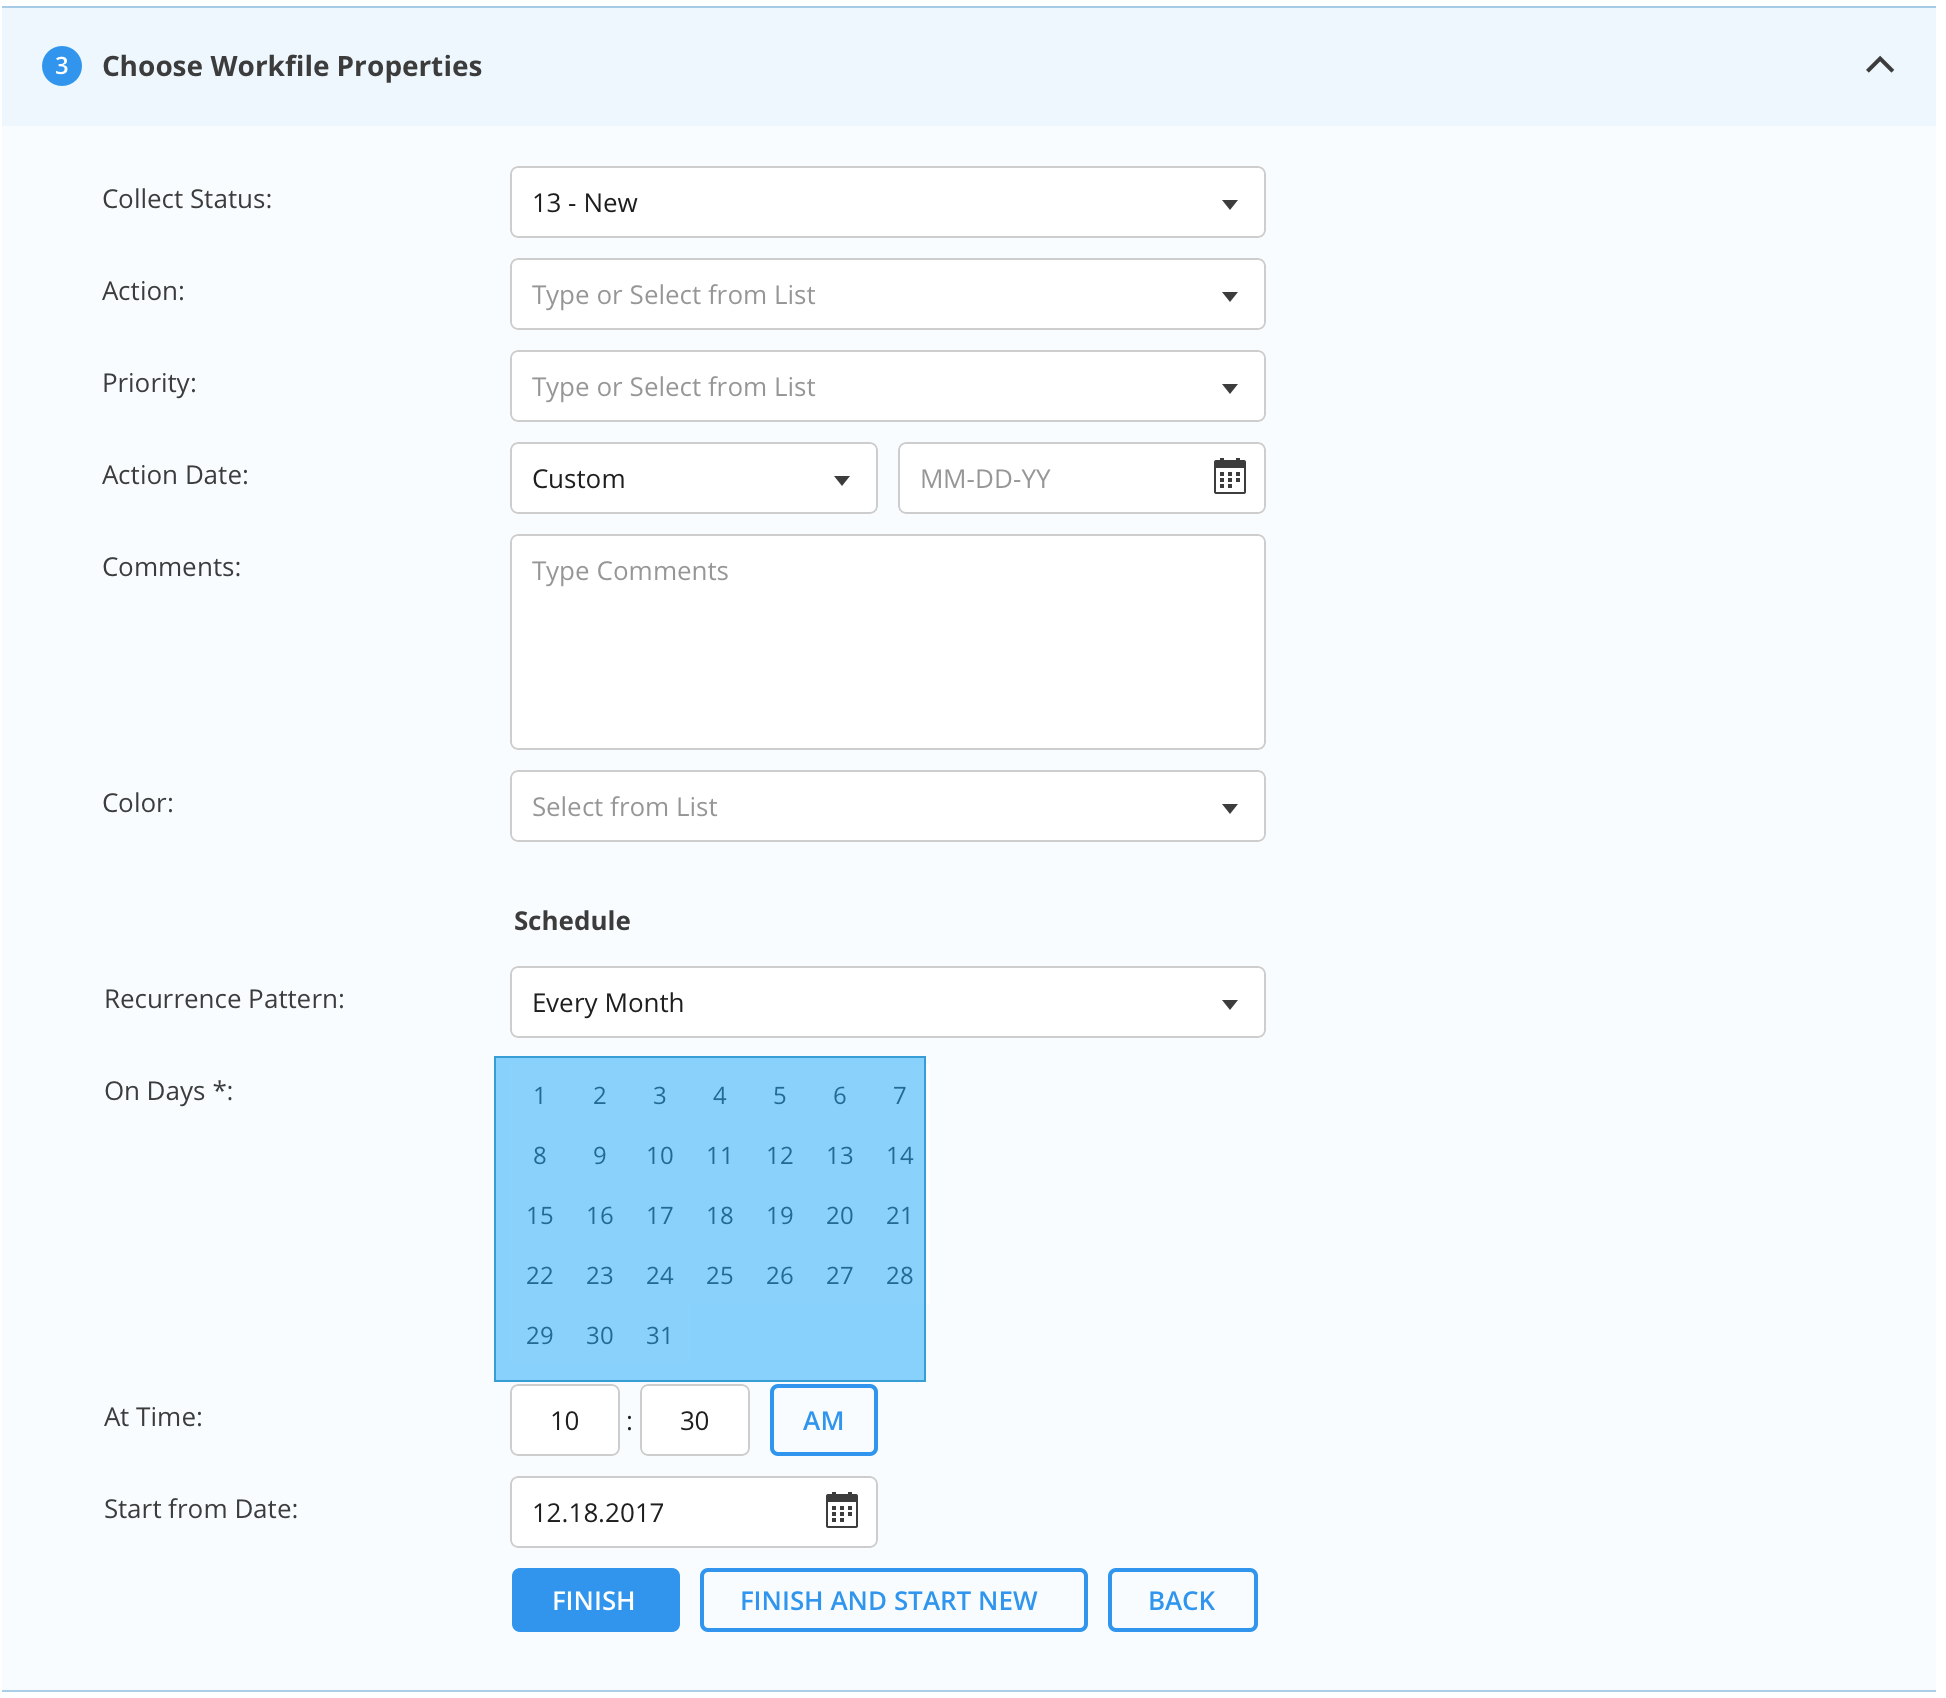 3 Choose Workfile Properties
Collect Status: 13 - New
Action: Type or Select from List
Priority: Type or Select from List
Action Date: Custom MM-DD-YY
Comments: Type Comments
Color: Select from List
Schedule
Recurrence Pattern: Every Month
On Days *: 1 2 3 4 5 6 7
8 9 10 11 12 13 14
15 16 17 18 19 20 21
22 23 24 25 26 27 28
29 30 31
At Time: 10 : 30 AM
Start from Date: 12.18.2017
FINISH FINISH AND START NEW BACK